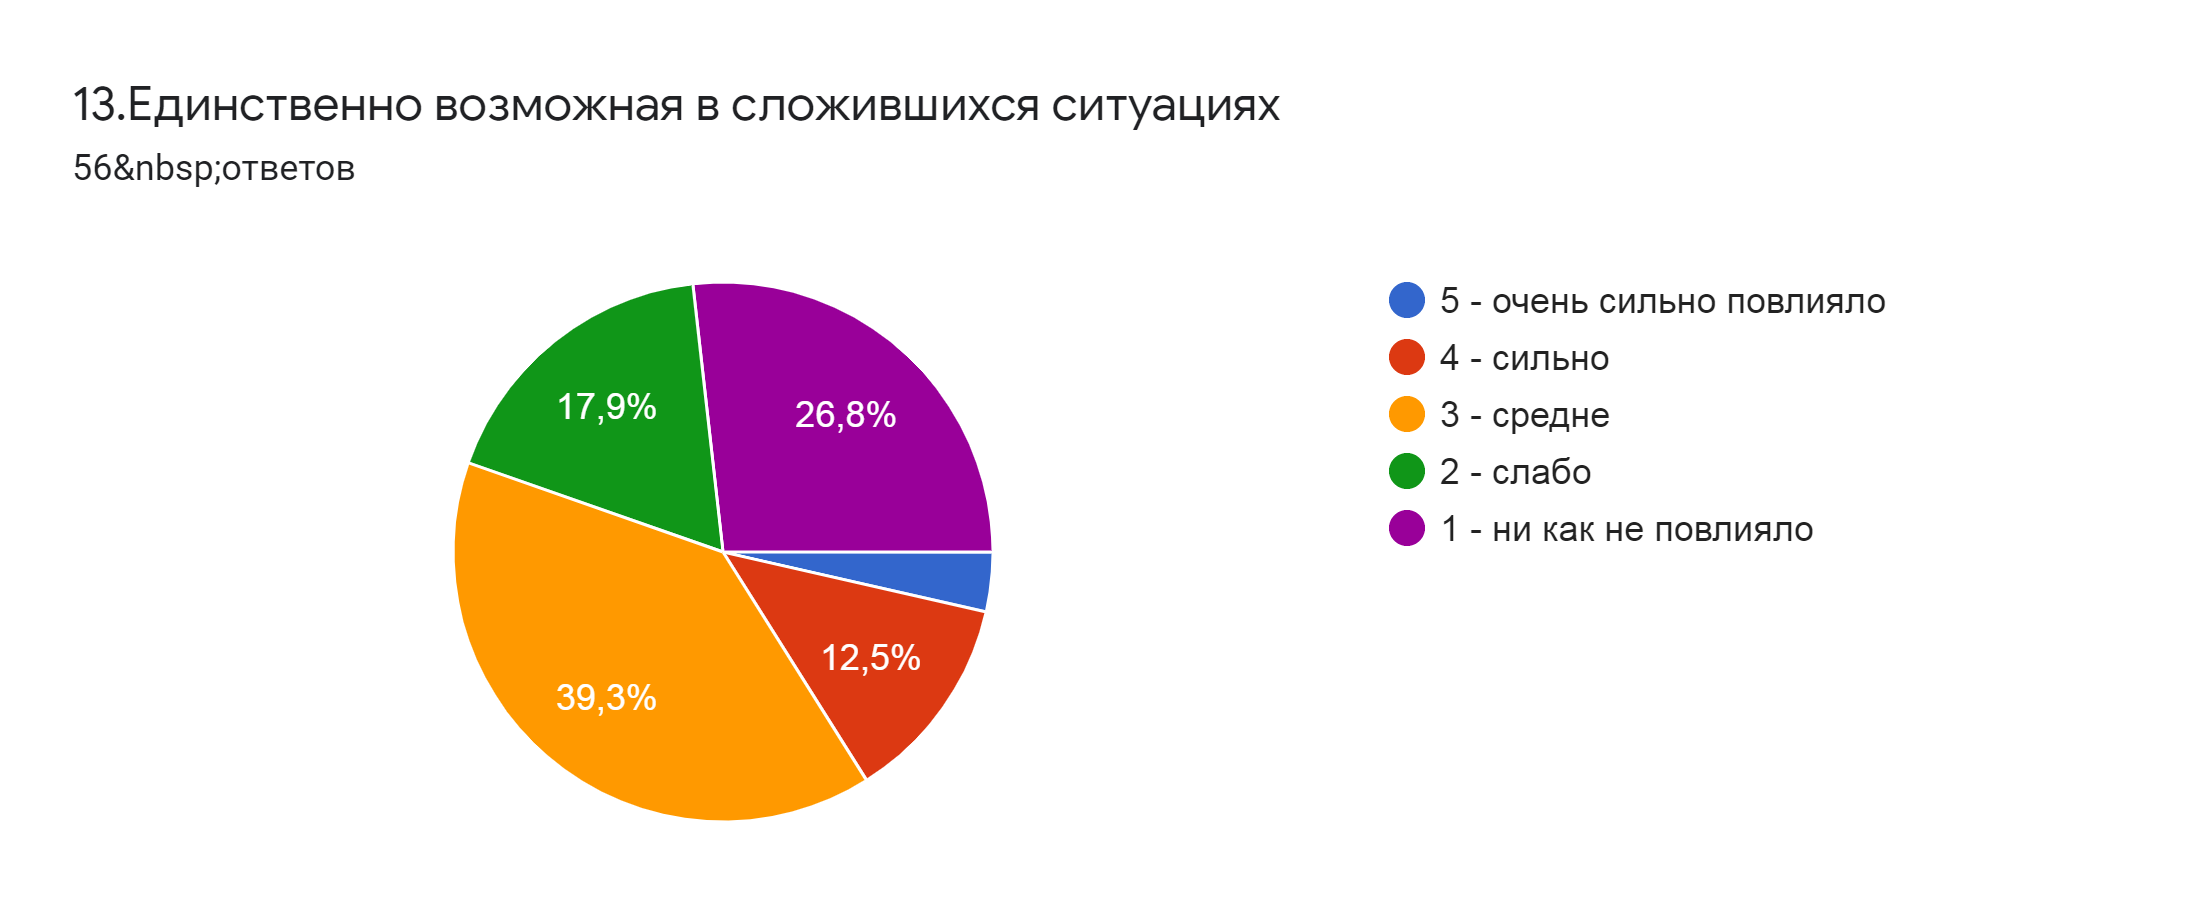 13.Единственно возможная в сложившихся ситуациях
56&nbsp;ответов
5 - очень сильно повлияло
4 - сильно
3 - средне
2 - слабо
1 - ни как не повлияло
17,9%
26,8%
12,5%
39,3%